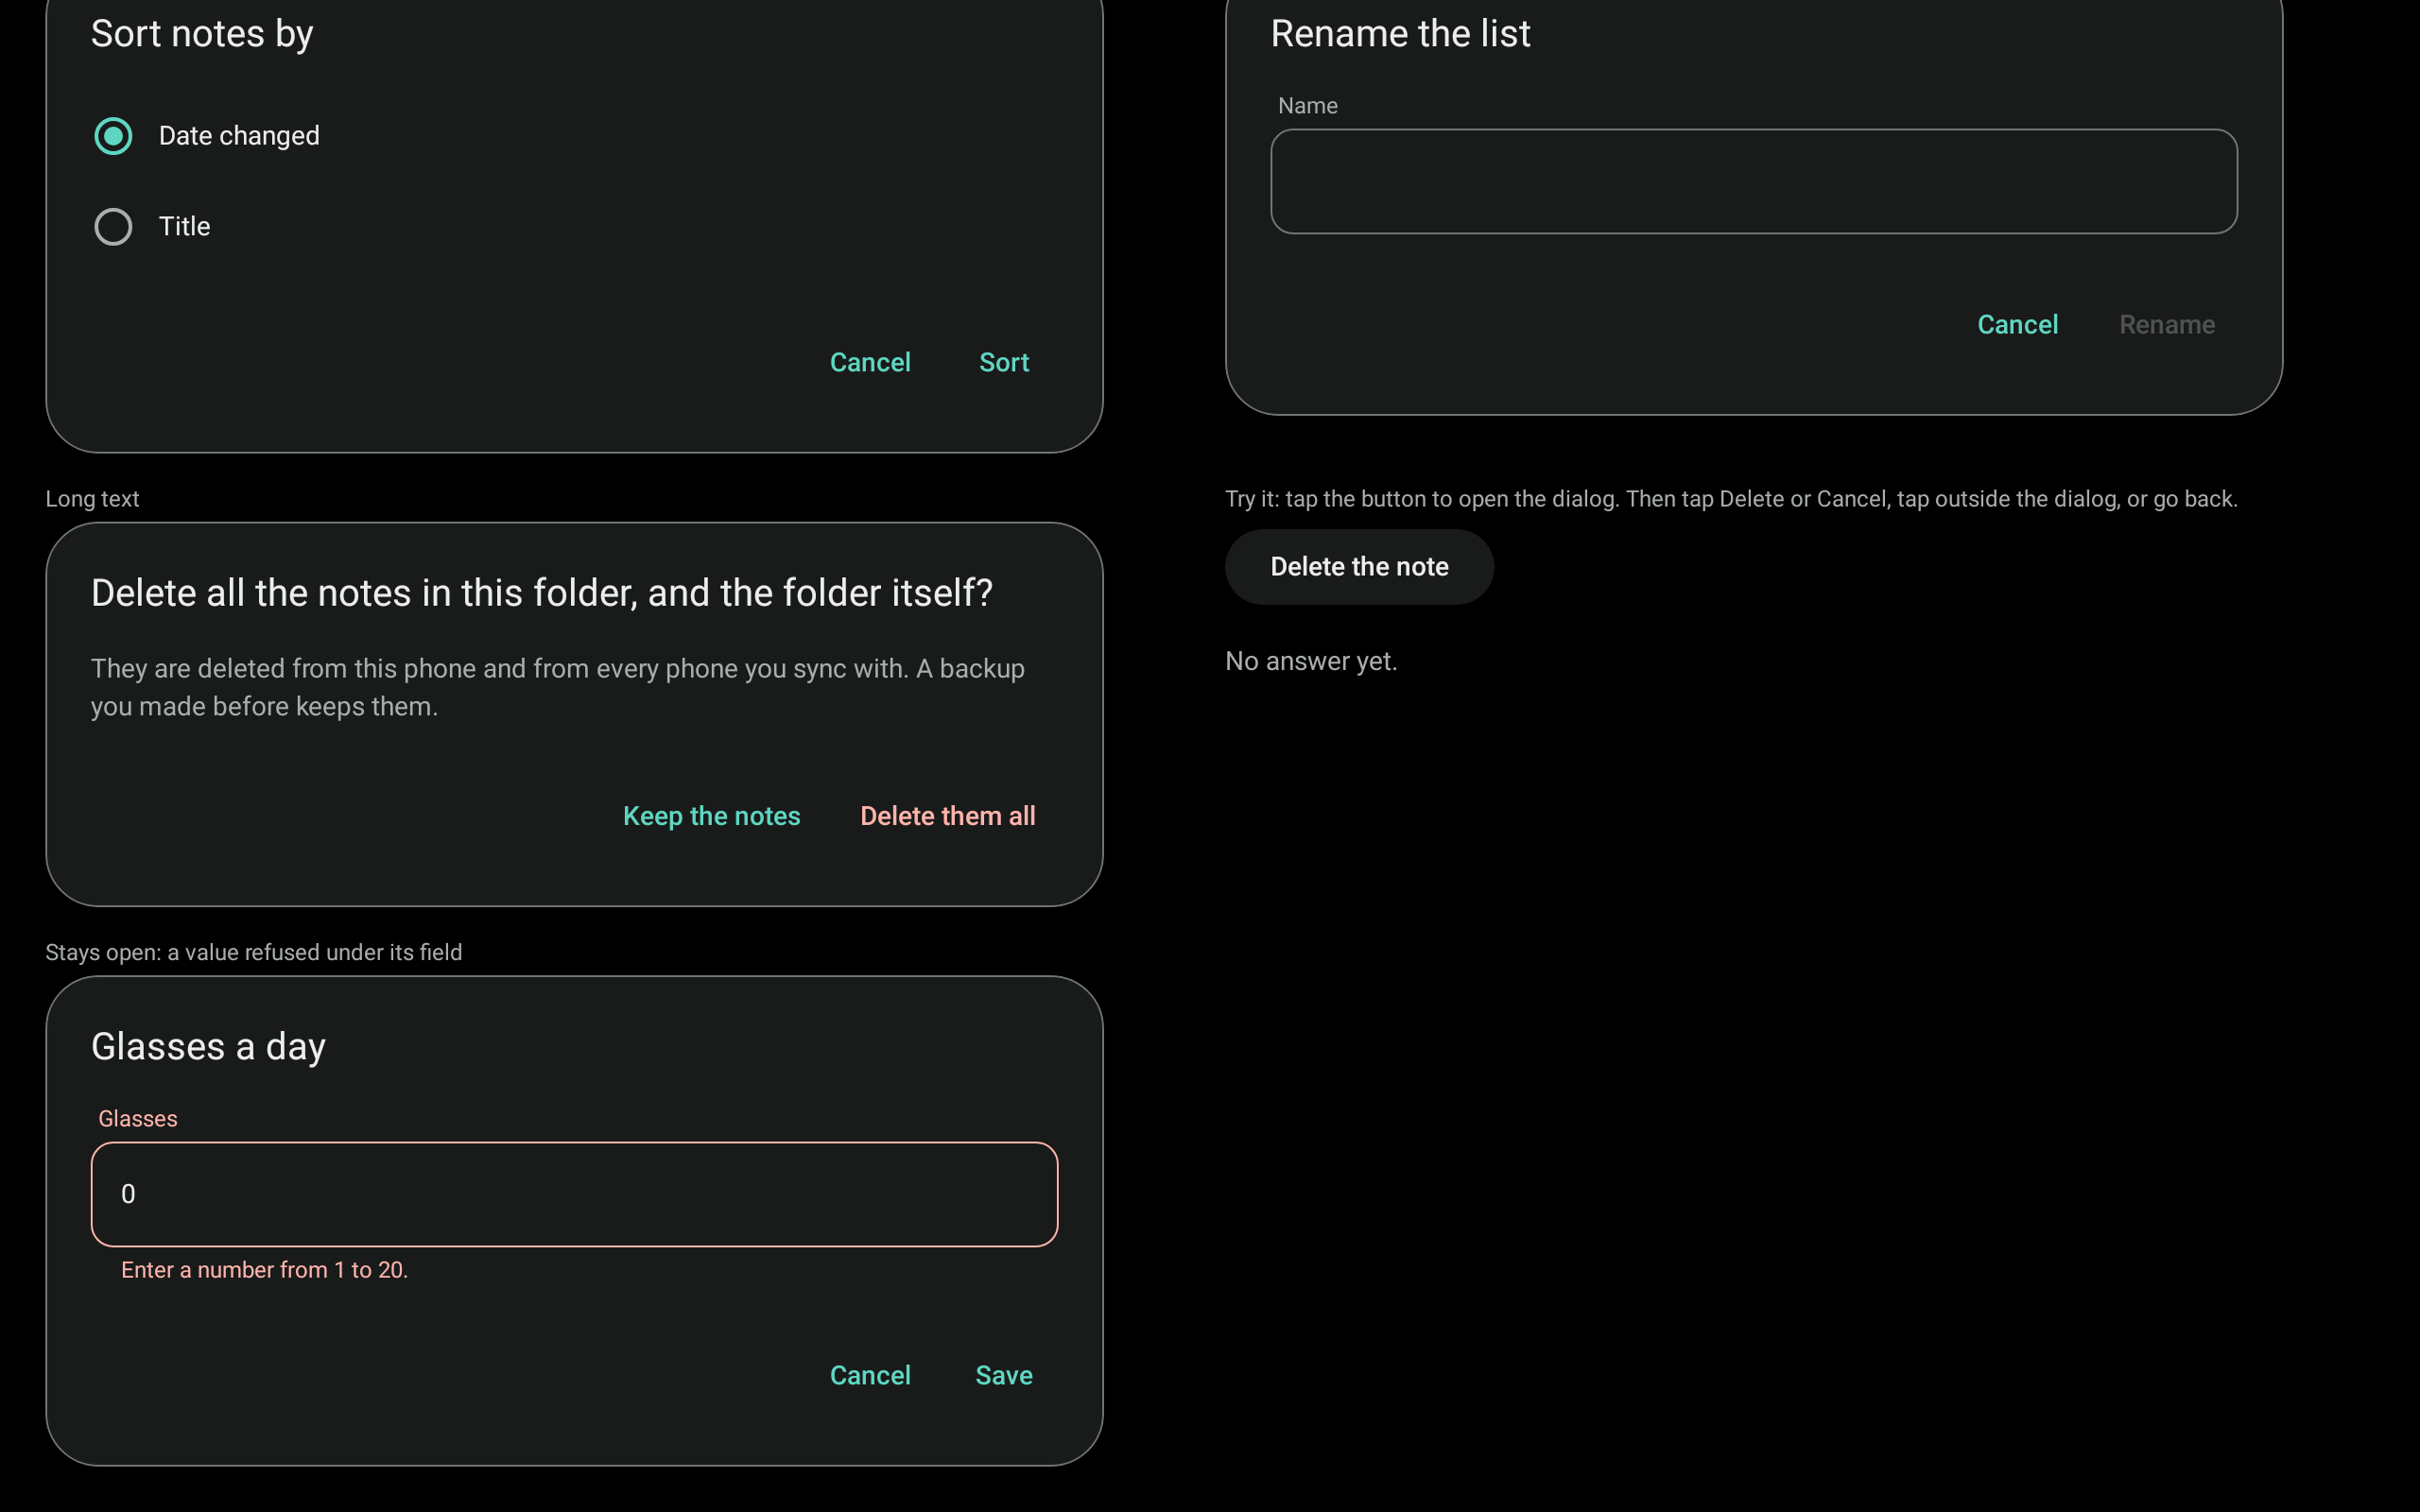 Sort notes by
Date changed
Title
Cancel
Sort
Long text
Delete all the notes in this folder, and the folder itself?
They are deleted from this phone and from every phone you sync with. A backup
you made before keeps them.
Keep the notes
Delete them all
Stays open: a value refused under its field
Glasses a day
Glasses
0
Enter a number from 1 to 20.
Cancel
Save
Rename the list
Name
Cancel
Rename
Try it: tap the button to open the dialog. Then tap Delete or Cancel, tap outside the dialog, or go back.
Delete the note
No answer yet.